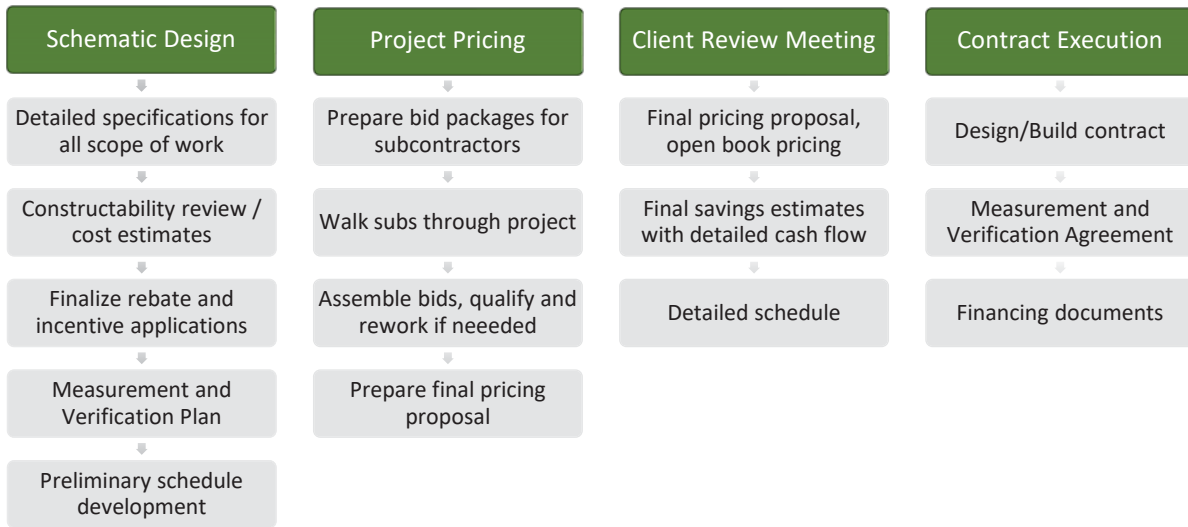 Schematic Design
Detailed specifications for
all scope of work
Constructability review /
cost estimates
Finalize rebate and
incentive applications
Measurement and
Verification Plan
Preliminary schedule
development
Project Pricing
Prepare bid packages for
subcontractors
Walk subs through project
Assemble bids, qualify and
rework if neeeded
Prepare final pricing
proposal
Client Review Meeting
Final pricing proposal,
open book pricing
Final savings estimates
with detailed cash flow
Detailed schedule
Contract Execution
Design/Build contract
Measurement and
Verification Agreement
Financing documents